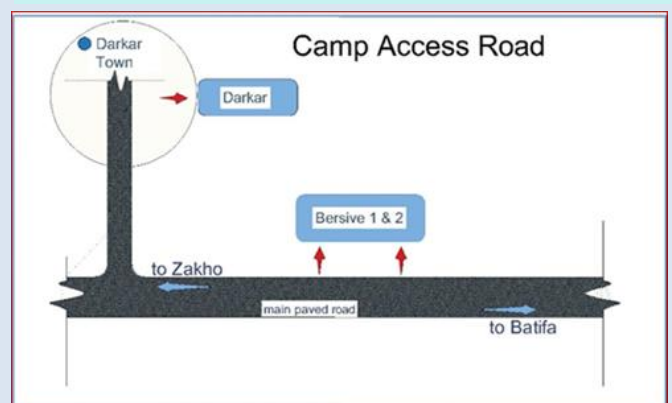 Camp Access Road
Darkar
Town
Darkar
Bersive 1 & 2
to Zakho
main paved road
to Batifa